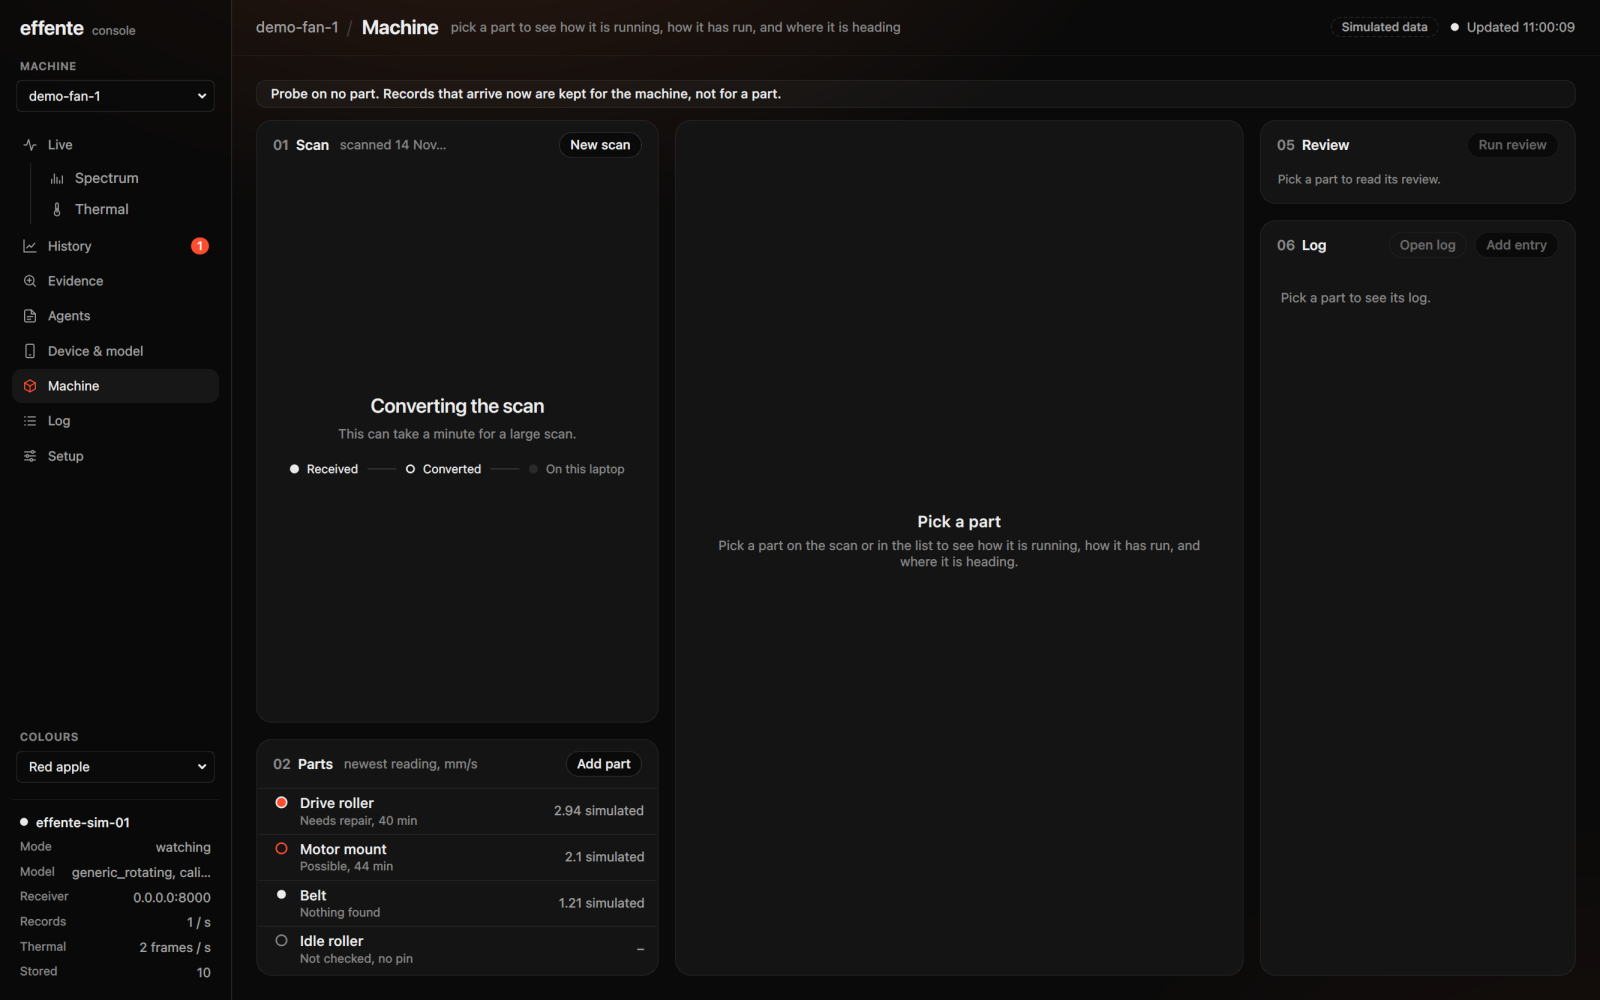 effente console
MACHINE
demo-fan-1
Live
Spectrum
Thermal
History 1
Evidence
Agents
Device & model
Machine
Log
Setup
COLOURS
Red apple
effente-sim-01
Mode watching
Model generic_rotating, cali...
Receiver 0.0.0.0:8000
Records 1 / s
Thermal 2 frames / s
Stored 10
demo-fan-1 / Machine pick a part to see how it is running, how it has run, and where it is heading
Simulated data Updated 11:00:09
Probe on no part. Records that arrive now are kept for the machine, not for a part.
01 Scan scanned 14 Nov... New scan
Converting the scan
This can take a minute for a large scan.
Received Converted On this laptop
02 Parts newest reading, mm/s Add part
Drive roller 2.94 simulated
Needs repair, 40 min
Motor mount 2.1 simulated
Possible, 44 min
Belt 1.21 simulated
Nothing found
Idle roller –
Not checked, no pin
Pick a part
Pick a part on the scan or in the list to see how it is running, how it has run, and
where it is heading.
05 Review Run review
Pick a part to read its review.
06 Log Open log Add entry
Pick a part to see its log.